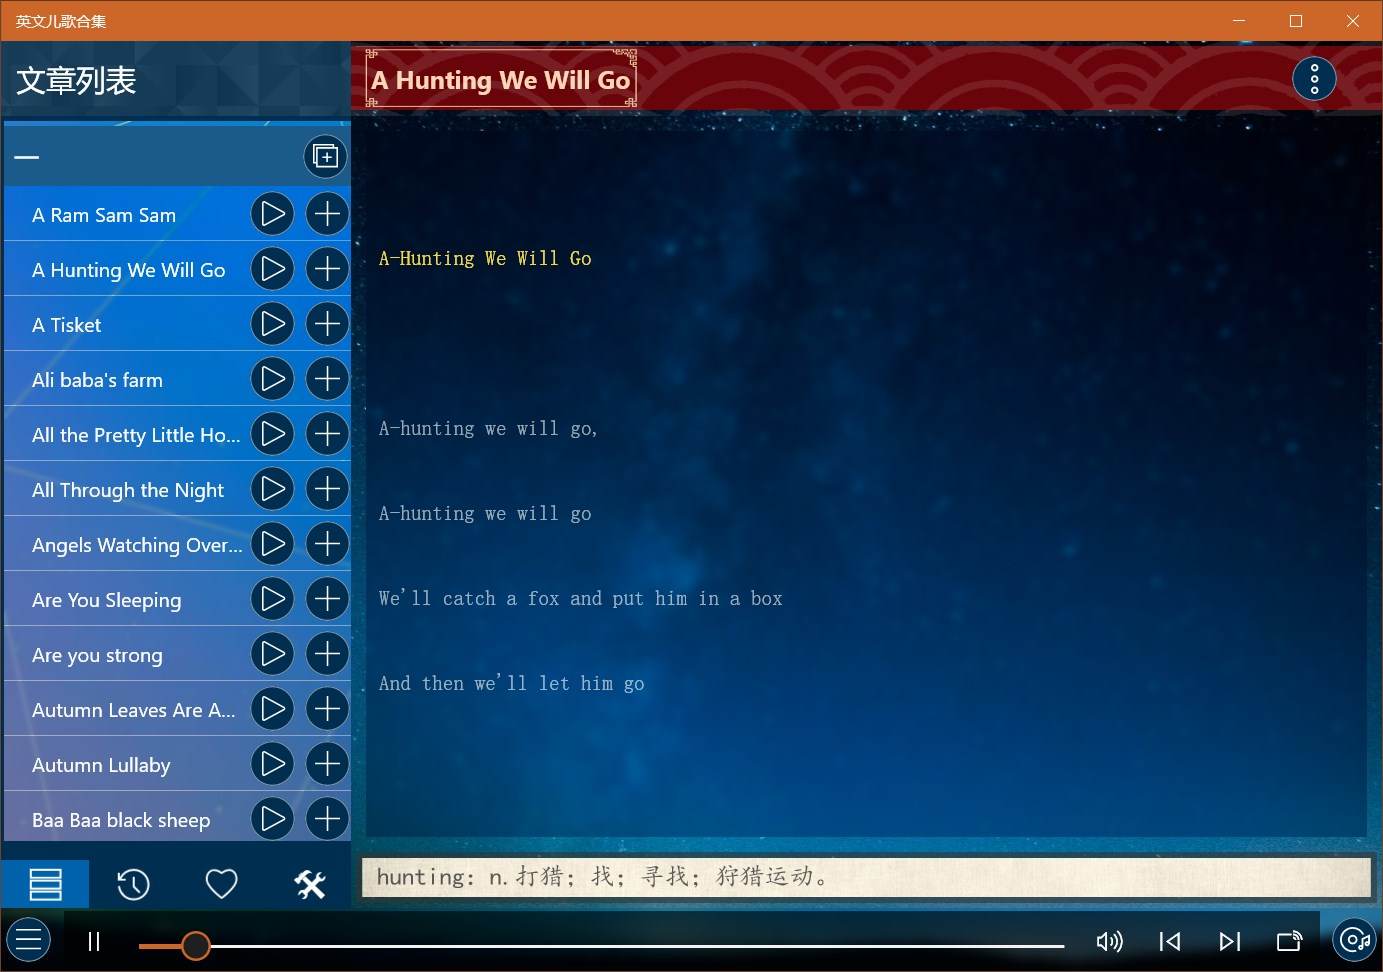 英文儿歌合集
文章列表
A Hunting We Will Go
A Ram Sam Sam
A Hunting We Will Go
A Tisket
Ali baba's farm
All the Pretty Little Ho...
All Through the Night
Angels Watching Over...
Are You Sleeping
Are you strong
Autumn Leaves Are A...
Autumn Lullaby
Baa Baa black sheep
A-Hunting We Will Go
A-hunting we will go,
A-hunting we will go
We'll catch a fox and put him in a box
And then we'll let him go
hunting: n.打猎；找；寻找；狩猎运动。